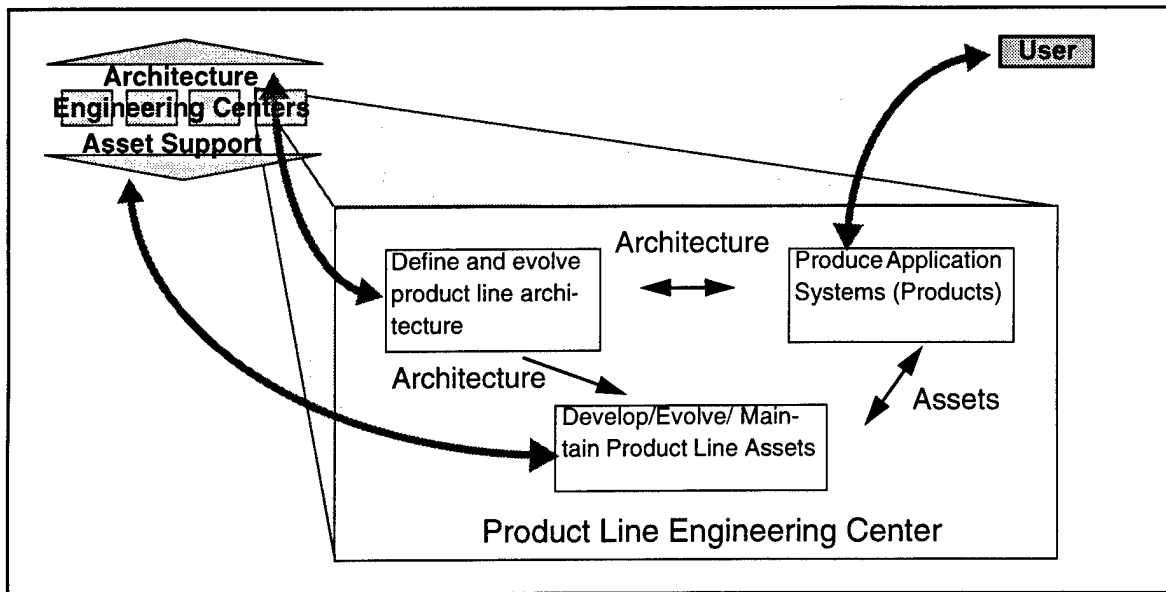 User
Architecture
Engineering Centers
Asset Support
Architecture
Define and evolve
product line archi-
tecture
Produce Application
Systems (Products)
Architecture
Assets
Develop/Evolve/ Main-
tain Product Line Assets
Product Line Engineering Center